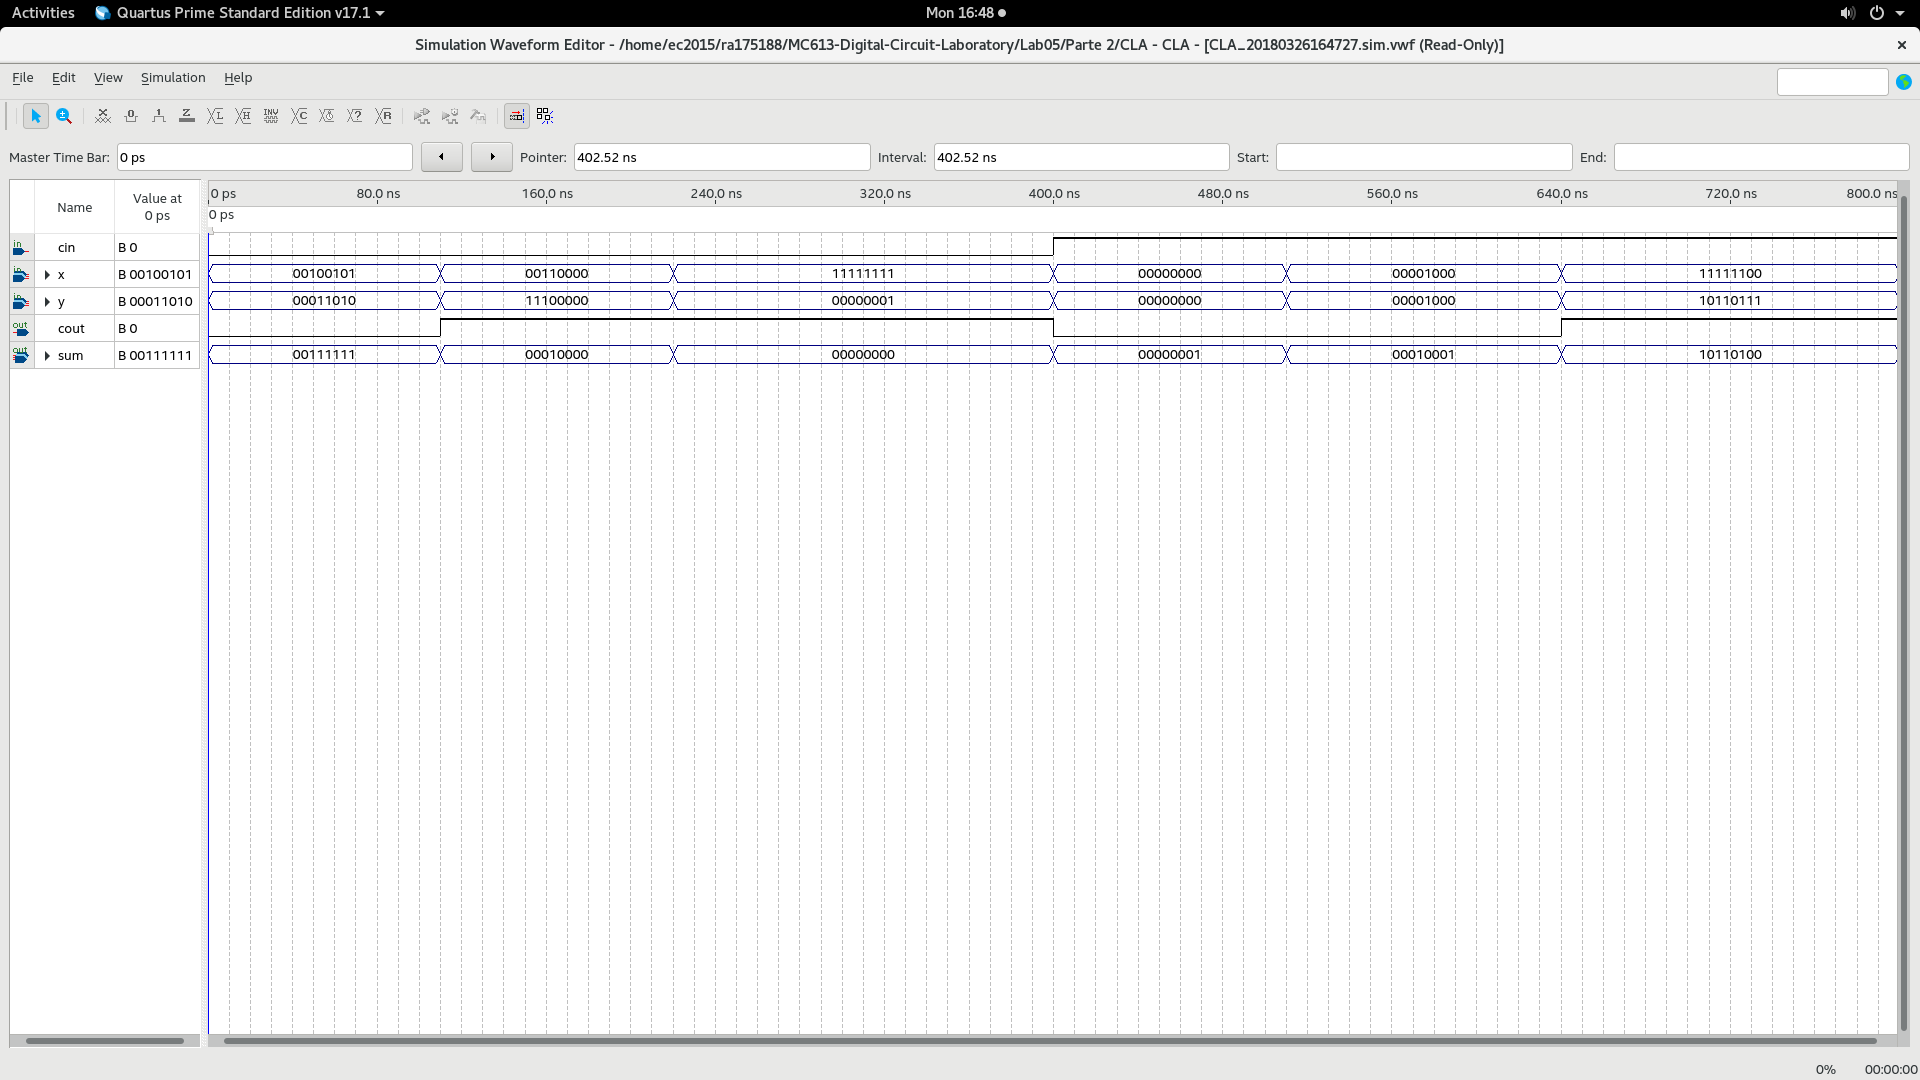 Activities Quartus Prime Standard Edition v17.1 Mon 16:48
Simulation Waveform Editor - /home/ec2015/ra175188/MC613-Digital-Circuit-Laboratory/Lab05/Parte 2/CLA - CLA - [CLA_20180326164727.sim.vwf (Read-Only)]
File Edit View Simulation Help
Master Time Bar: 0 ps Pointer: 402.52 ns Interval: 402.52 ns Start: End:
Name Value at 0 ps
0 ps 80.0 ns 160.0 ns 240.0 ns 320.0 ns 400.0 ns 480.0 ns 560.0 ns 640.0 ns 720.0 ns 800.0 ns
0 ps
in cin B 0
in x B 00100101 00100101 00110000 11111111 00000000 00001000 11111100
in y B 00011010 00011010 11100000 00000001 00000000 00001000 10110111
out cout B 0
out sum B 00111111 00111111 00010000 00000000 00000001 00010001 10110100
0% 00:00:00